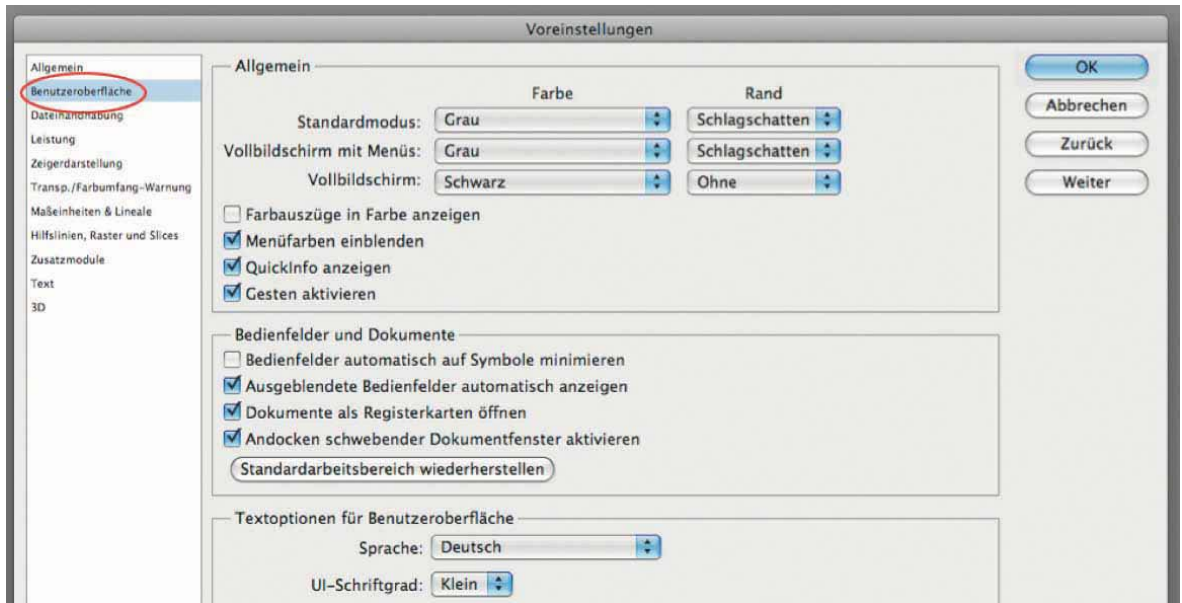 Voreinstellungen
Allgemein
Benutzeroberfläche
Dateihandhabung
Leistung
Zeigerdarstellung
Transp./Farbumfang-Warnung
Maßeinheiten & Lineale
Hilfslinien, Raster und Slices
Zusatzmodule
Text
3D
Allgemein
Farbe Rand
Standardmodus: Grau Schlagschatten
Vollbildschirm mit Menüs: Grau Schlagschatten
Vollbildschirm: Schwarz Ohne
Farbauszüge in Farbe anzeigen
Menüfarben einblenden
QuickInfo anzeigen
Gesten aktivieren
Bedienfelder und Dokumente
Bedienfelder automatisch auf Symbole minimieren
Ausgeblendete Bedienfelder automatisch anzeigen
Dokumente als Registerkarten öffnen
Andocken schwebender Dokumentfenster aktivieren
Standardarbeitsbereich wiederherstellen
Textoptionen für Benutzeroberfläche
Sprache: Deutsch
UI-Schriftgrad: Klein
OK
Abbrechen
Zurück
Weiter